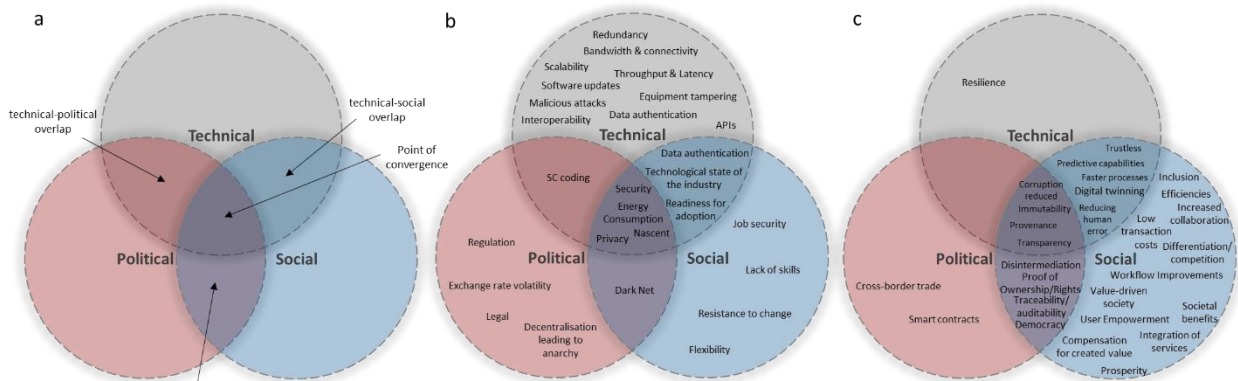 a
technical-political
overlap
technical-social
overlap
Technical
Point of
convergence
Political
Social
b
Redundancy
Bandwidth & connectivity
Scalability
Throughput & Latency
Software updates
Equipment tampering
Malicious attacks
Data authentication
Interoperability
APIs
Technical
Data authentication
SC coding
Technological state of
the industry
Security
Readiness for
adoption
Energy
Consumption
Nascent
Privacy
Job security
Regulation
Political
Social
Lack of skills
Exchange rate volatility
Dark Net
Legal
Resistance to change
Decentralisation
leading to
anarchy
Flexibility
c
Resilience
Technical
Trustless
Predictive capabilities
Faster processes
Digital twinning
Corruption
reduced
Immutability
Reducing
human
error
Provenance
Transparency
Inclusion
Efficiencies
Increased
collaboration
Low
transaction
costs
Differentiation/
competition
Political
Social
Disintermediation
Proof of
Ownership/Rights
Traceability/
auditability
Democracy
Workflow Improvements
Cross-border trade
Value-driven
society
Societal
benefits
Smart contracts
User Empowerment
Integration of
services
Compensation
for created value
Prosperity